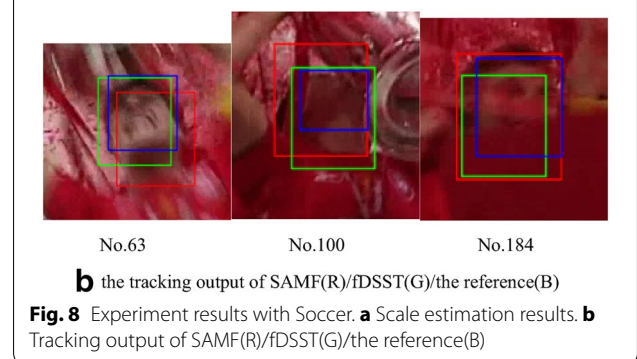 No.63 No.100 No.184
b the tracking output of SAMF(R)/fDSST(G)/the reference(B)
Fig. 8 Experiment results with Soccer. a Scale estimation results. b
Tracking output of SAMF(R)/fDSST(G)/the reference(B)